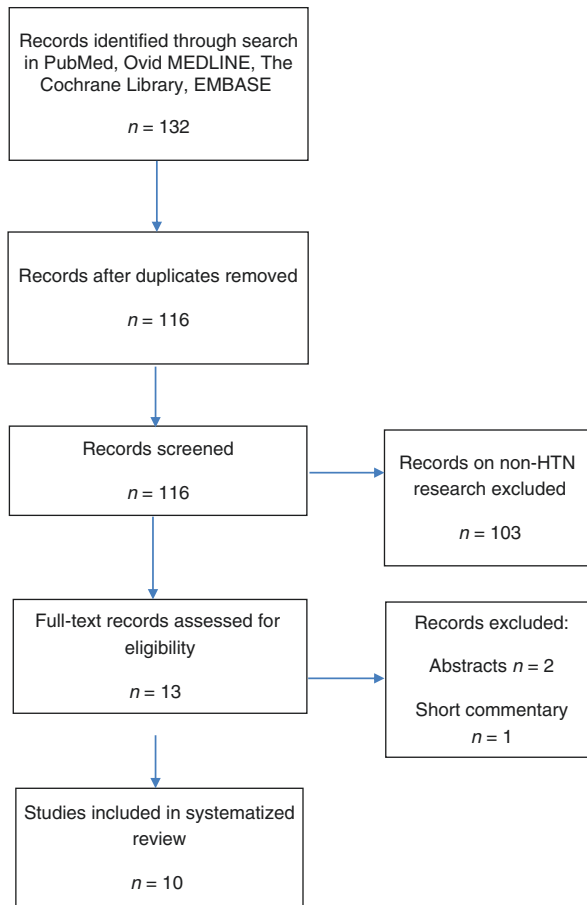 Records identified through search
in PubMed, Ovid MEDLINE, The
Cochrane Library, EMBASE
n = 132
Records after duplicates removed
n = 116
Records screened
n = 116
Records on non-HTN
research excluded
n = 103
Full-text records assessed for
eligibility
n = 13
Records excluded:
Abstracts n = 2
Short commentary
n = 1
Studies included in systematized
review
n = 10